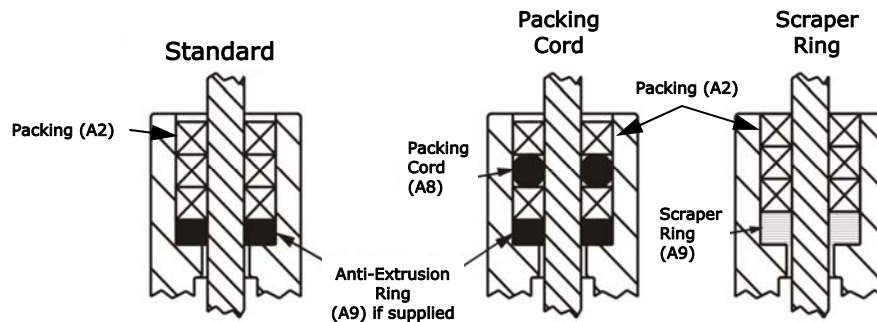 Standard
Packing
Cord
Scraper
Ring
Packing (A2)
Packing (A2)
Packing
Cord
(A8)
Scraper
Ring
(A9)
Anti-Extrusion
Ring
(A9) if supplied